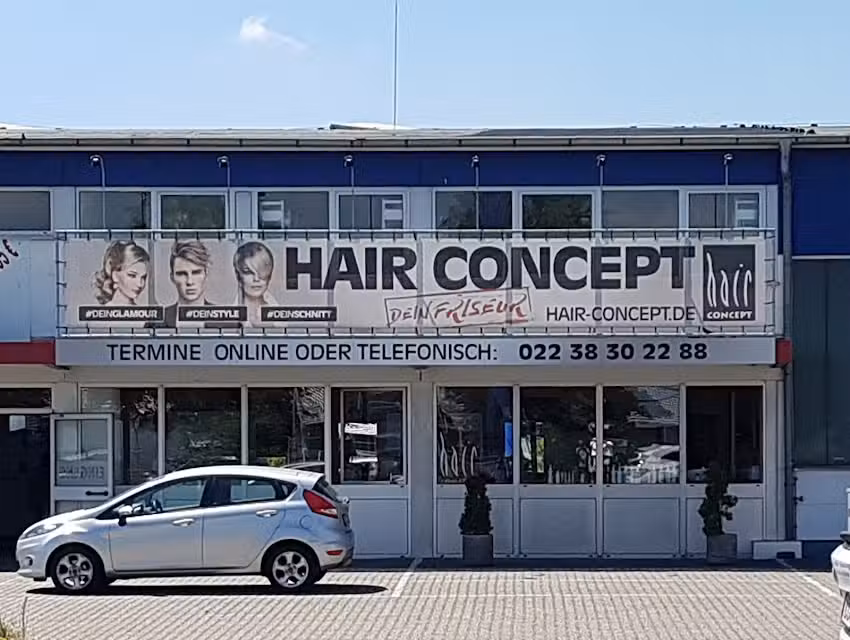 HAIR CONCEPT
hair
CONCEPT
#DEINGLAMOUR #DEINSTYLE #DEINSCHNITT
DEIN FRISEUR
HAIR-CONCEPT.DE
TERMINE ONLINE ODER TELEFONISCH: 022 38 30 22 88
hair